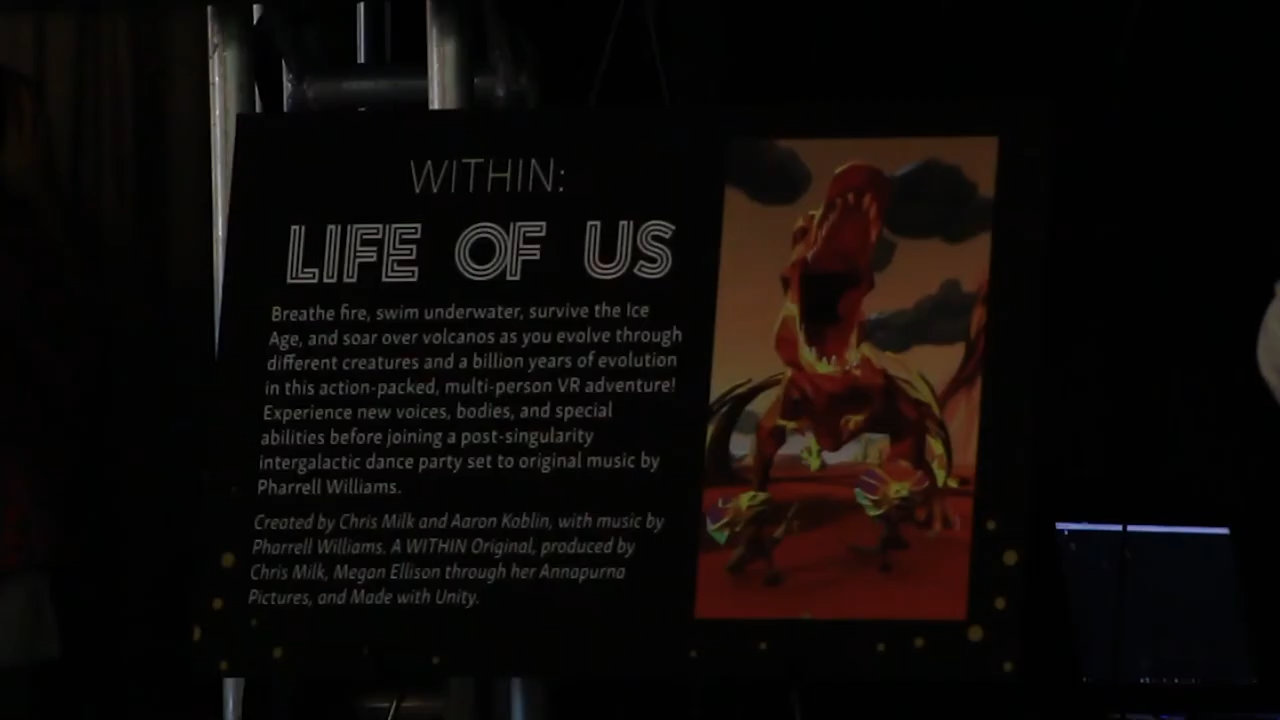 WITHIN:
LIFE OF US
Breathe fire, swim underwater, survive the Ice
Age, and soar over volcanos as you evolve through
different creatures and a billion years of evolution
in this action-packed, multi-person VR adventure!
Experience new voices, bodies, and special
abilities before joining a post-singularity
intergalactic dance party set to original music by
Pharrell Williams.
Created by Chris Milk and Aaron Koblin, with music by
Pharrell Williams. A WITHIN Original, produced by
Chris Milk, Megan Ellison through her Annapurna
Pictures, and Made with Unity.